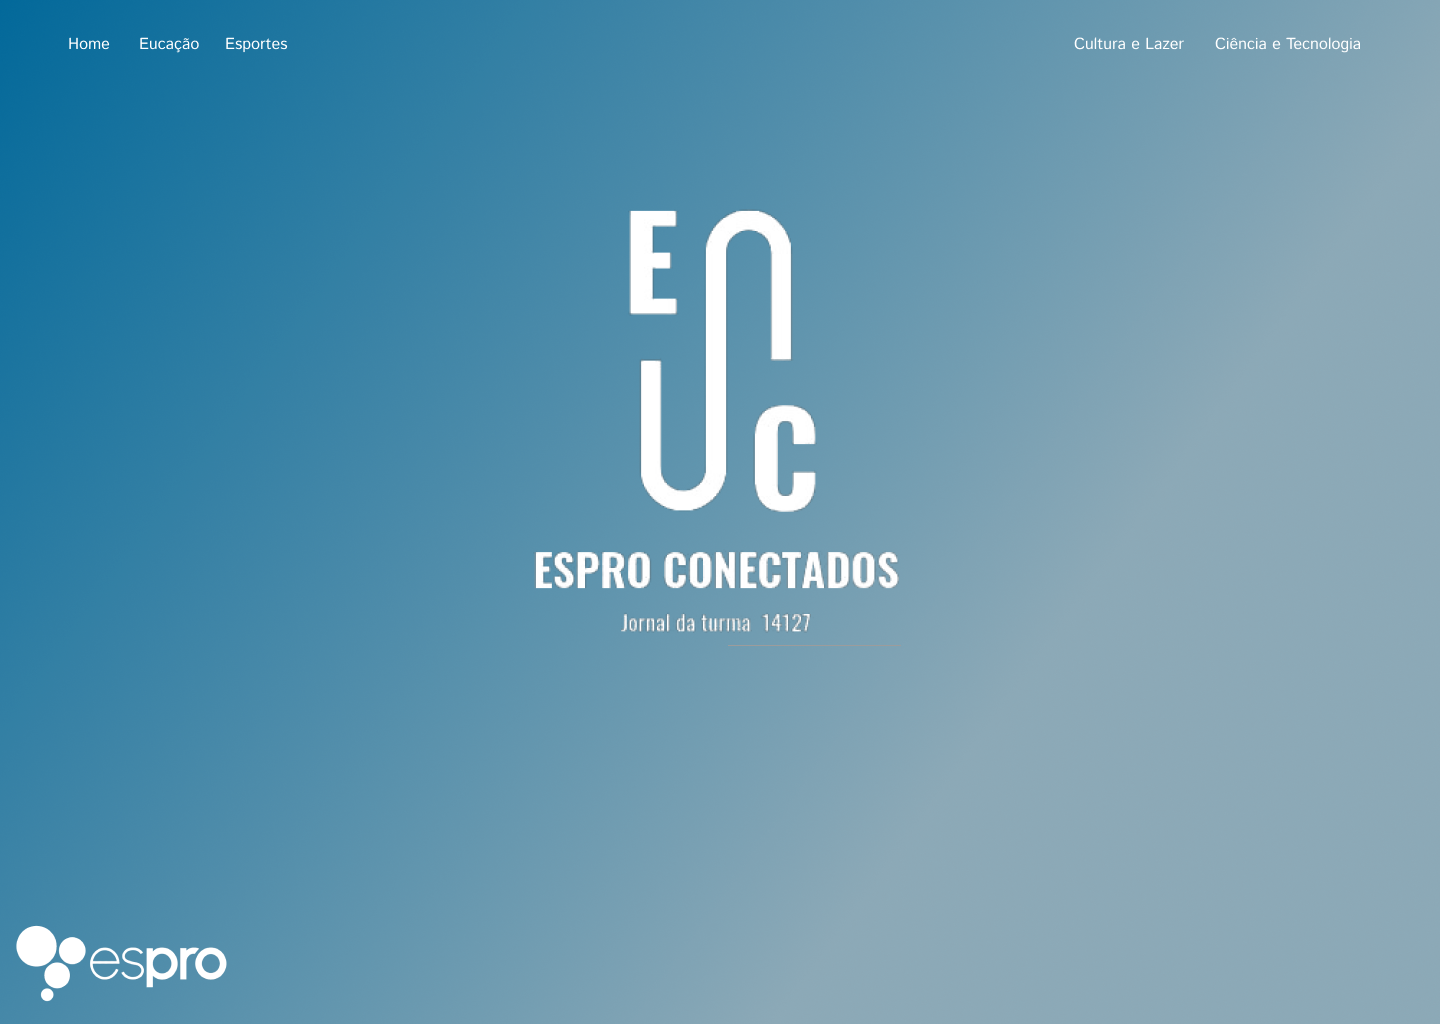 Home Eucação Esportes Cultura e Lazer Ciência e Tecnologia
E
C
ESPRO CONECTADOS
Jornal da turma 14127
espro